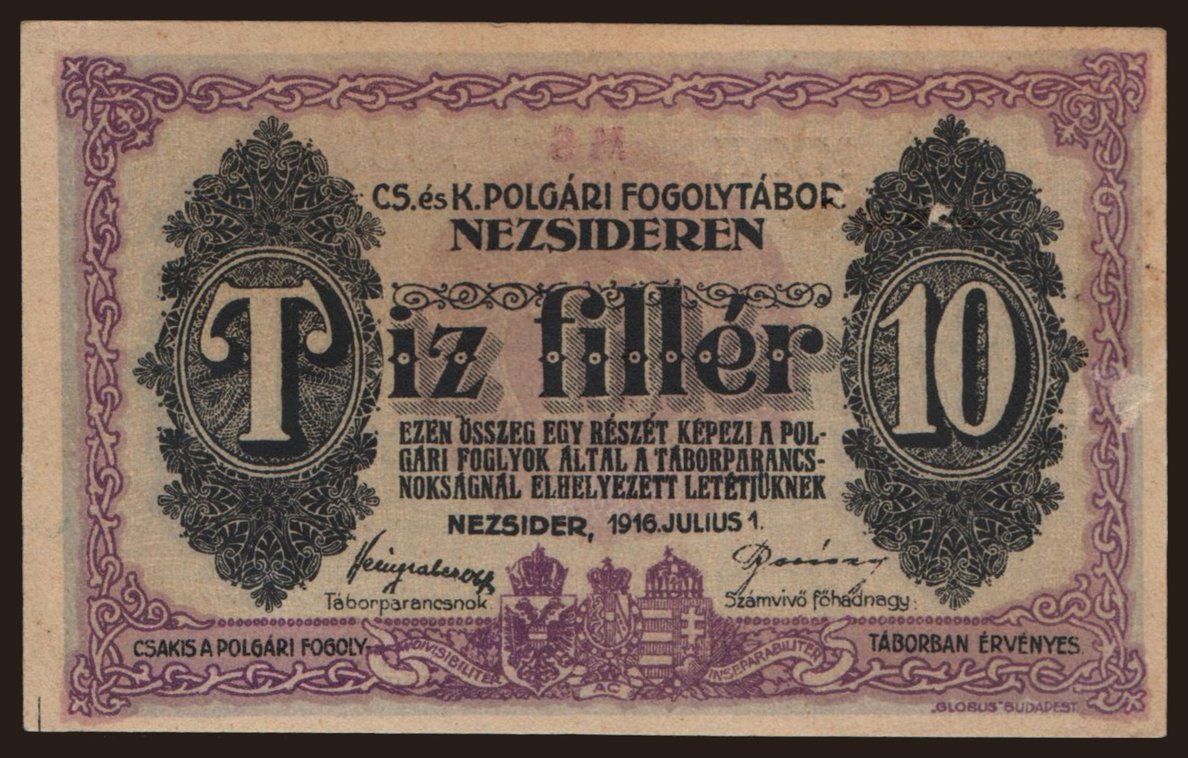 CS. és K. POLGÁRI FOGOLYTÁBOR
NEZSIDEREN
Tiz fillér
10
EZEN ÖSSZEG EGY RÉSZÉT KÉPEZI A POL-
GÁRI FOGLYOK ÁLTAL A TÁBORPARANCS-
NOKSÁGNÁL ELHELYEZETT LETÉTJÜKNEK
NEZSIDER, 1916. JULIUS 1.
Táborparancsnok.
Számvivő főhadnagy.
CSAKIS A POLGÁRI FOGOLY-
TÁBORBAN ÉRVÉNYES.
INDIVISIBILITER
AC
INSEPARABILITER
„GLOBUS" BUDAPEST